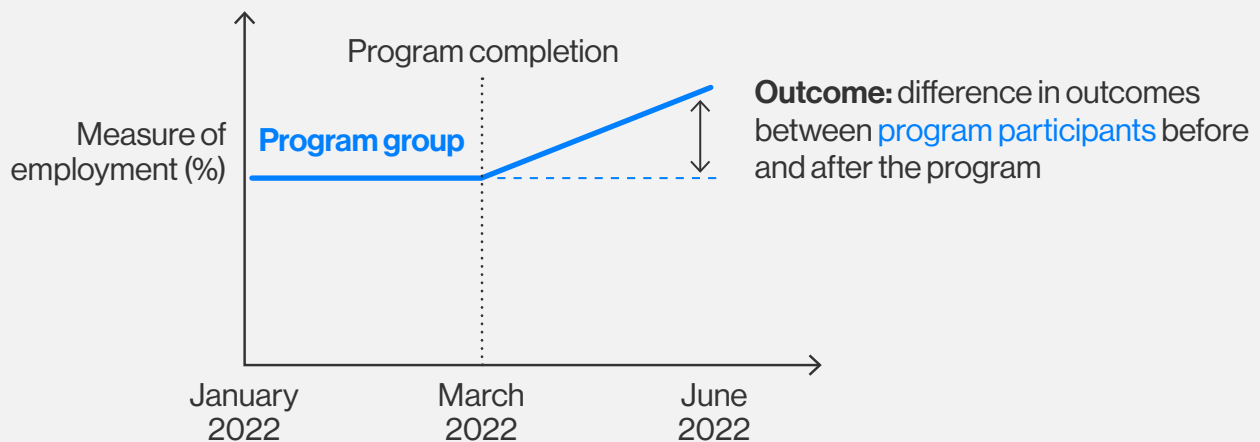 Program completion
Measure of
employment (%)
Program group
Outcome: difference in outcomes
between program participants before
and after the program
January
2022
March
2022
June
2022